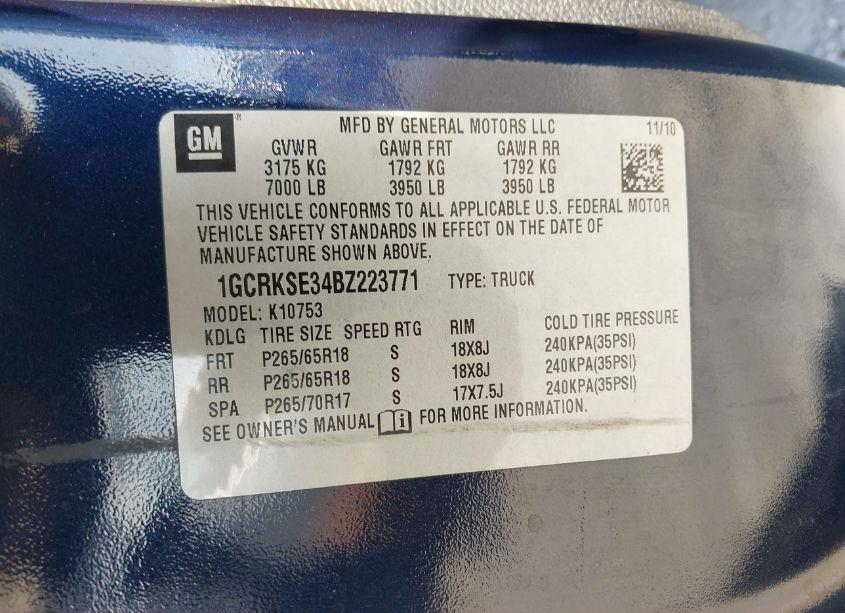 GM
MFD BY GENERAL MOTORS LLC 11/10
GVWR GAWR FRT GAWR RR
3175 KG 1792 KG 1792 KG
7000 LB 3950 LB 3950 LB
THIS VEHICLE CONFORMS TO ALL APPLICABLE U.S. FEDERAL MOTOR
VEHICLE SAFETY STANDARDS IN EFFECT ON THE DATE OF
MANUFACTURE SHOWN ABOVE.
1GCRKSE34BZ223771 TYPE: TRUCK
MODEL: K10753
KDLG TIRE SIZE SPEED RTG RIM COLD TIRE PRESSURE
FRT P265/65R18 S 18X8J 240KPA(35PSI)
RR P265/65R18 S 18X8J 240KPA(35PSI)
SPA P265/70R17 S 17X7.5J 240KPA(35PSI)
SEE OWNER'S MANUAL FOR MORE INFORMATION.